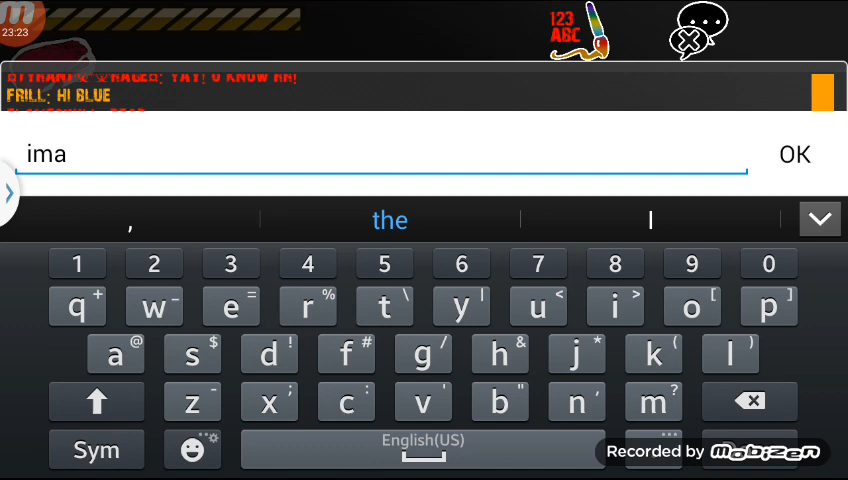 23:23
123
ABC
FRILL: HI BLUE
ima
OK
, the I
1 2 3 4 5 6 7 8 9 0
q + w - e = r % t \ y | u < i > o [ p ]
a @ s $ d ! f # g / h & j * k ( l )
z - x ; c : v ' b " n , m ?
Sym English(US)
Recorded by mobizen